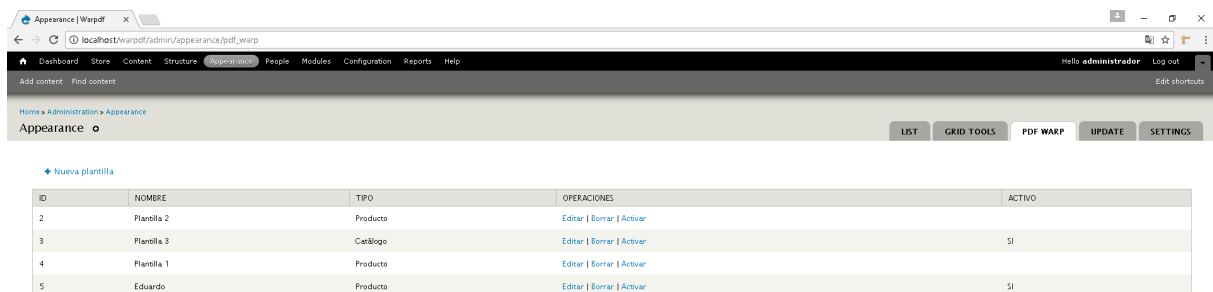 Appearance | Warpdf
localhost/warpdf/admin/appearance/pdf_warp
Dashboard Store Content Structure Appearance People Modules Configuration Reports Help Hello administrador Log out
Add content Find content Edit shortcuts
Home » Administration » Appearance
Appearance
LIST GRID TOOLS PDF WARP UPDATE SETTINGS
+ Nueva plantilla
ID NOMBRE TIPO OPERACIONES ACTIVO
2 Plantilla 2 Producto Editar | Borrar | Activar
3 Plantilla 3 Catálogo Editar | Borrar | Activar SI
4 Plantilla 1 Producto Editar | Borrar | Activar
5 Eduardo Producto Editar | Borrar | Activar SI